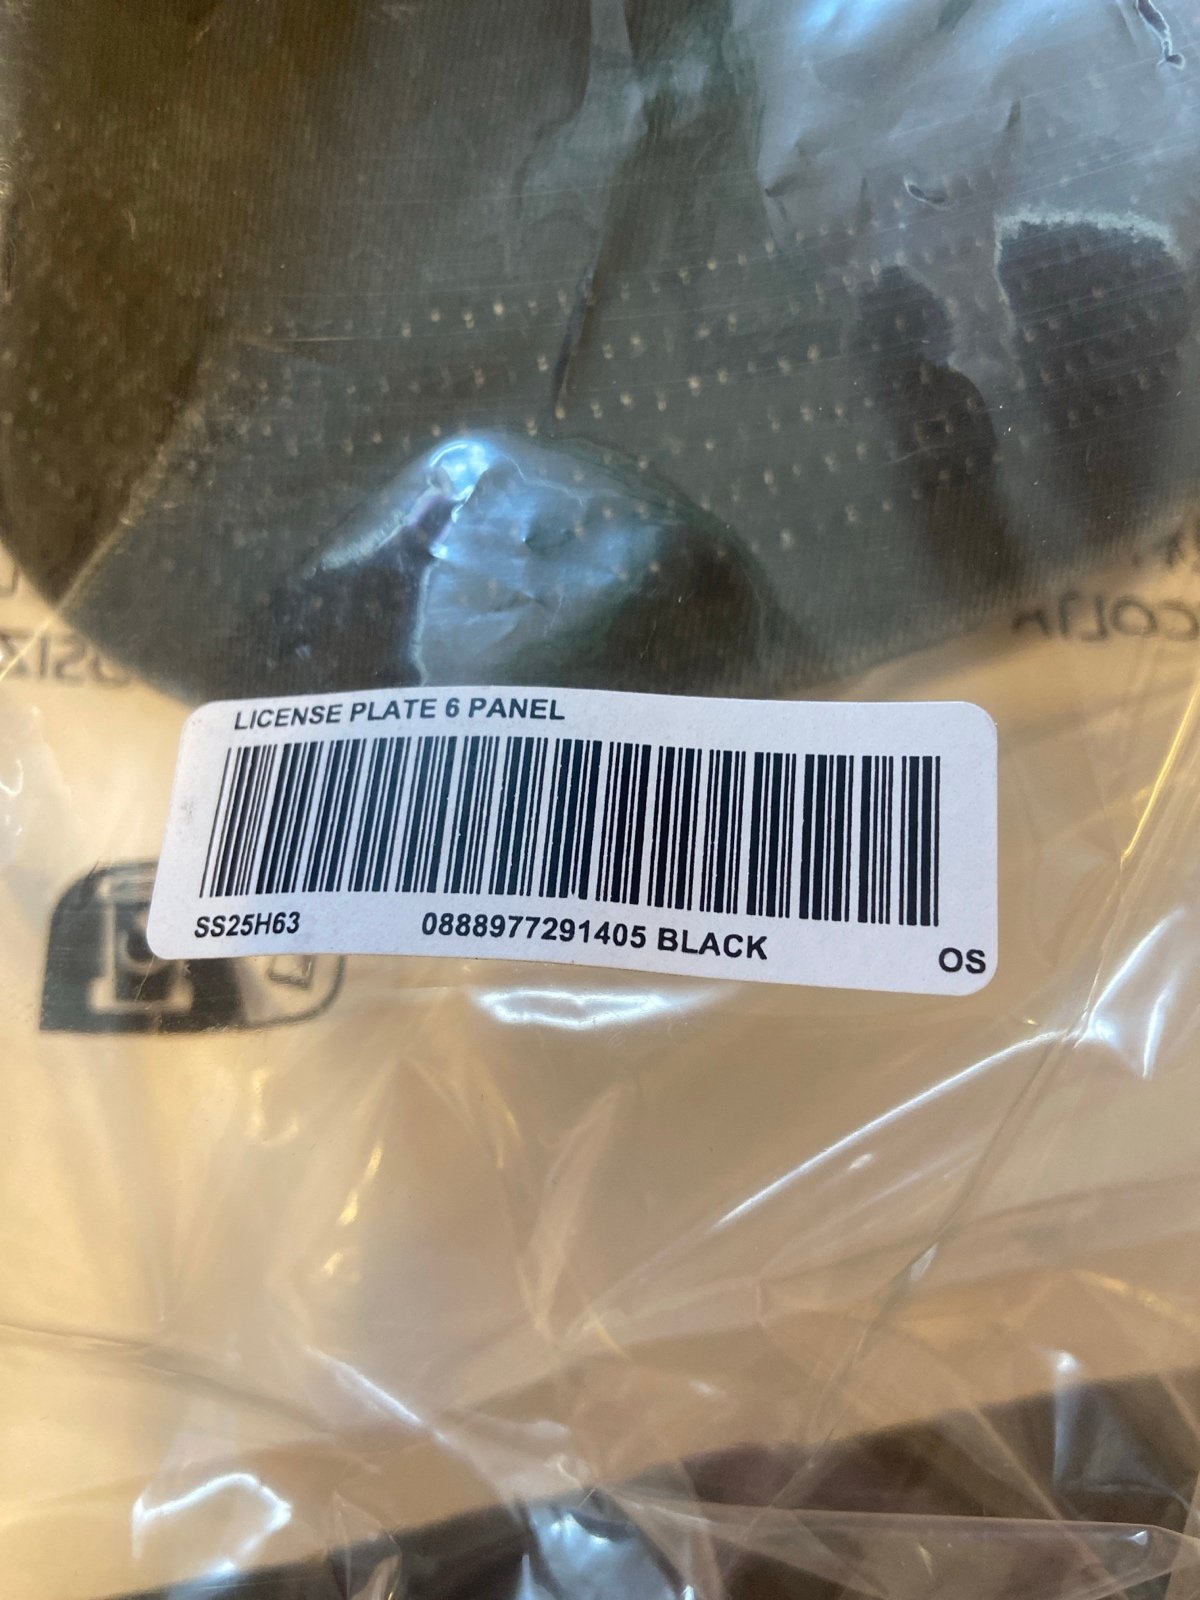 LICENSE PLATE 6 PANEL
SS25H63 0888977291405 BLACK OS